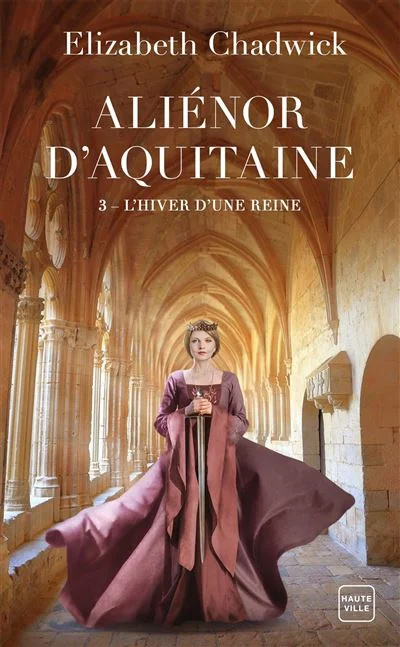 Elizabeth Chadwick
ALIÉNOR
D'AQUITAINE
3 – L'HIVER D'UNE REINE
HAUTE
VILLE